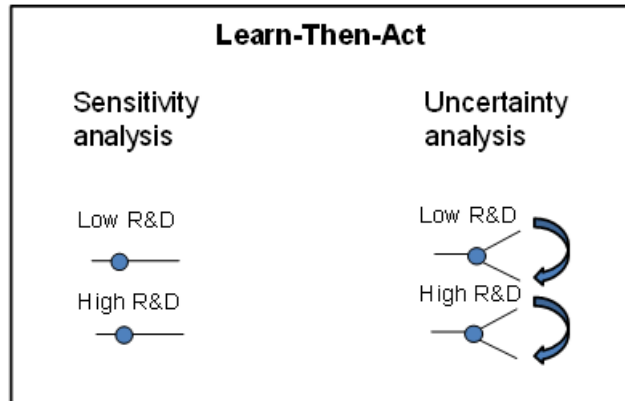 Learn-Then-Act
Sensitivity
analysis
Uncertainty
analysis
Low R&D
High R&D
Low R&D
High R&D